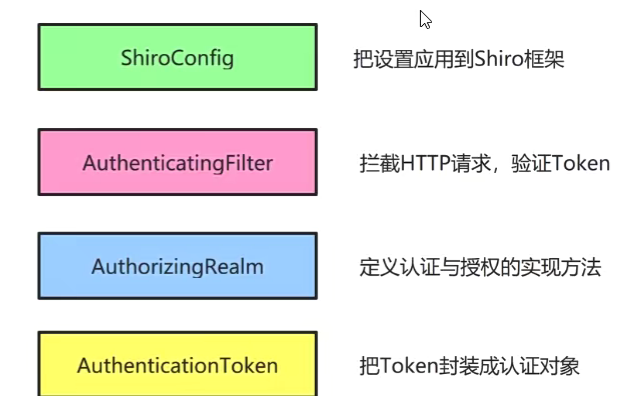 ShiroConfig 把设置应用到Shiro框架
AuthenticatingFilter 拦截HTTP请求，验证Token
AuthorizingRealm 定义认证与授权的实现方法
AuthenticationToken 把Token封装成认证对象